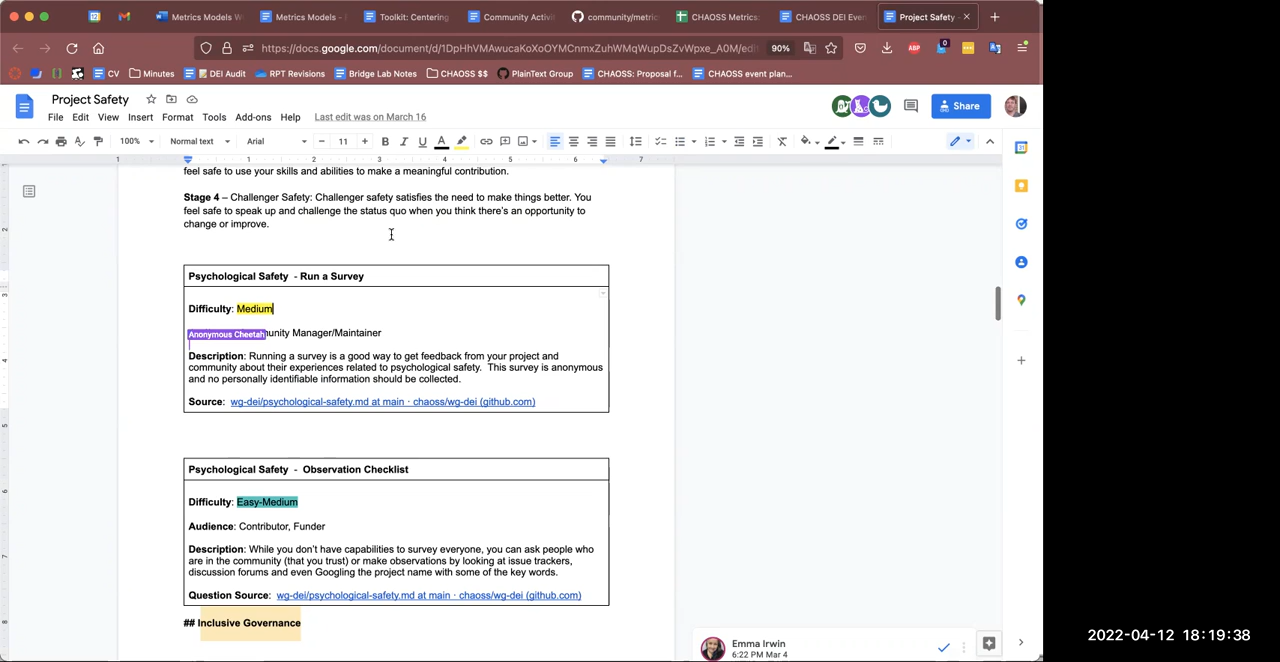 Metrics Models W
Metrics Models -
Toolkit: Centering
Community Activi
community/metric
CHAOSS Metrics:
CHAOSS DEI Even
Project Safety
https://docs.google.com/document/d/1DpHhVMAwucaKoXoOYMCnmxZuhWMqWupDsZvWpxe_A0M/edi
90%
ABP
0
CV
Minutes
DEI Audit
RPT Revisions
Bridge Lab Notes
CHAOSS $$
PlainText Group
CHAOSS: Proposal f...
CHAOSS event plan...
Project Safety
File Edit View Insert Format Tools Add-ons Help Last edit was on March 16
Share
100% Normal text Arial 11
1 1 2 3 4 5 6 7
feel safe to use your skills and abilities to make a meaningful contribution.
Stage 4 – Challenger Safety: Challenger safety satisfies the need to make things better. You
feel safe to speak up and challenge the status quo when you think there's an opportunity to
change or improve.
Psychological Safety - Run a Survey
Difficulty: Medium
Anonymous Cheetah
unity Manager/Maintainer
Description: Running a survey is a good way to get feedback from your project and
community about their experiences related to psychological safety. This survey is anonymous
and no personally identifiable information should be collected.
Source: wg-dei/psychological-safety.md at main · chaoss/wg-dei (github.com)
Psychological Safety - Observation Checklist
Difficulty: Easy-Medium
Audience: Contributor, Funder
Description: While you don't have capabilities to survey everyone, you can ask people who
are in the community (that you trust) or make observations by looking at issue trackers,
discussion forums and even Googling the project name with some of the key words.
Question Source: wg-dei/psychological-safety.md at main · chaoss/wg-dei (github.com)
## Inclusive Governance
Emma Irwin
6:22 PM Mar 4
2022-04-12 18:19:38